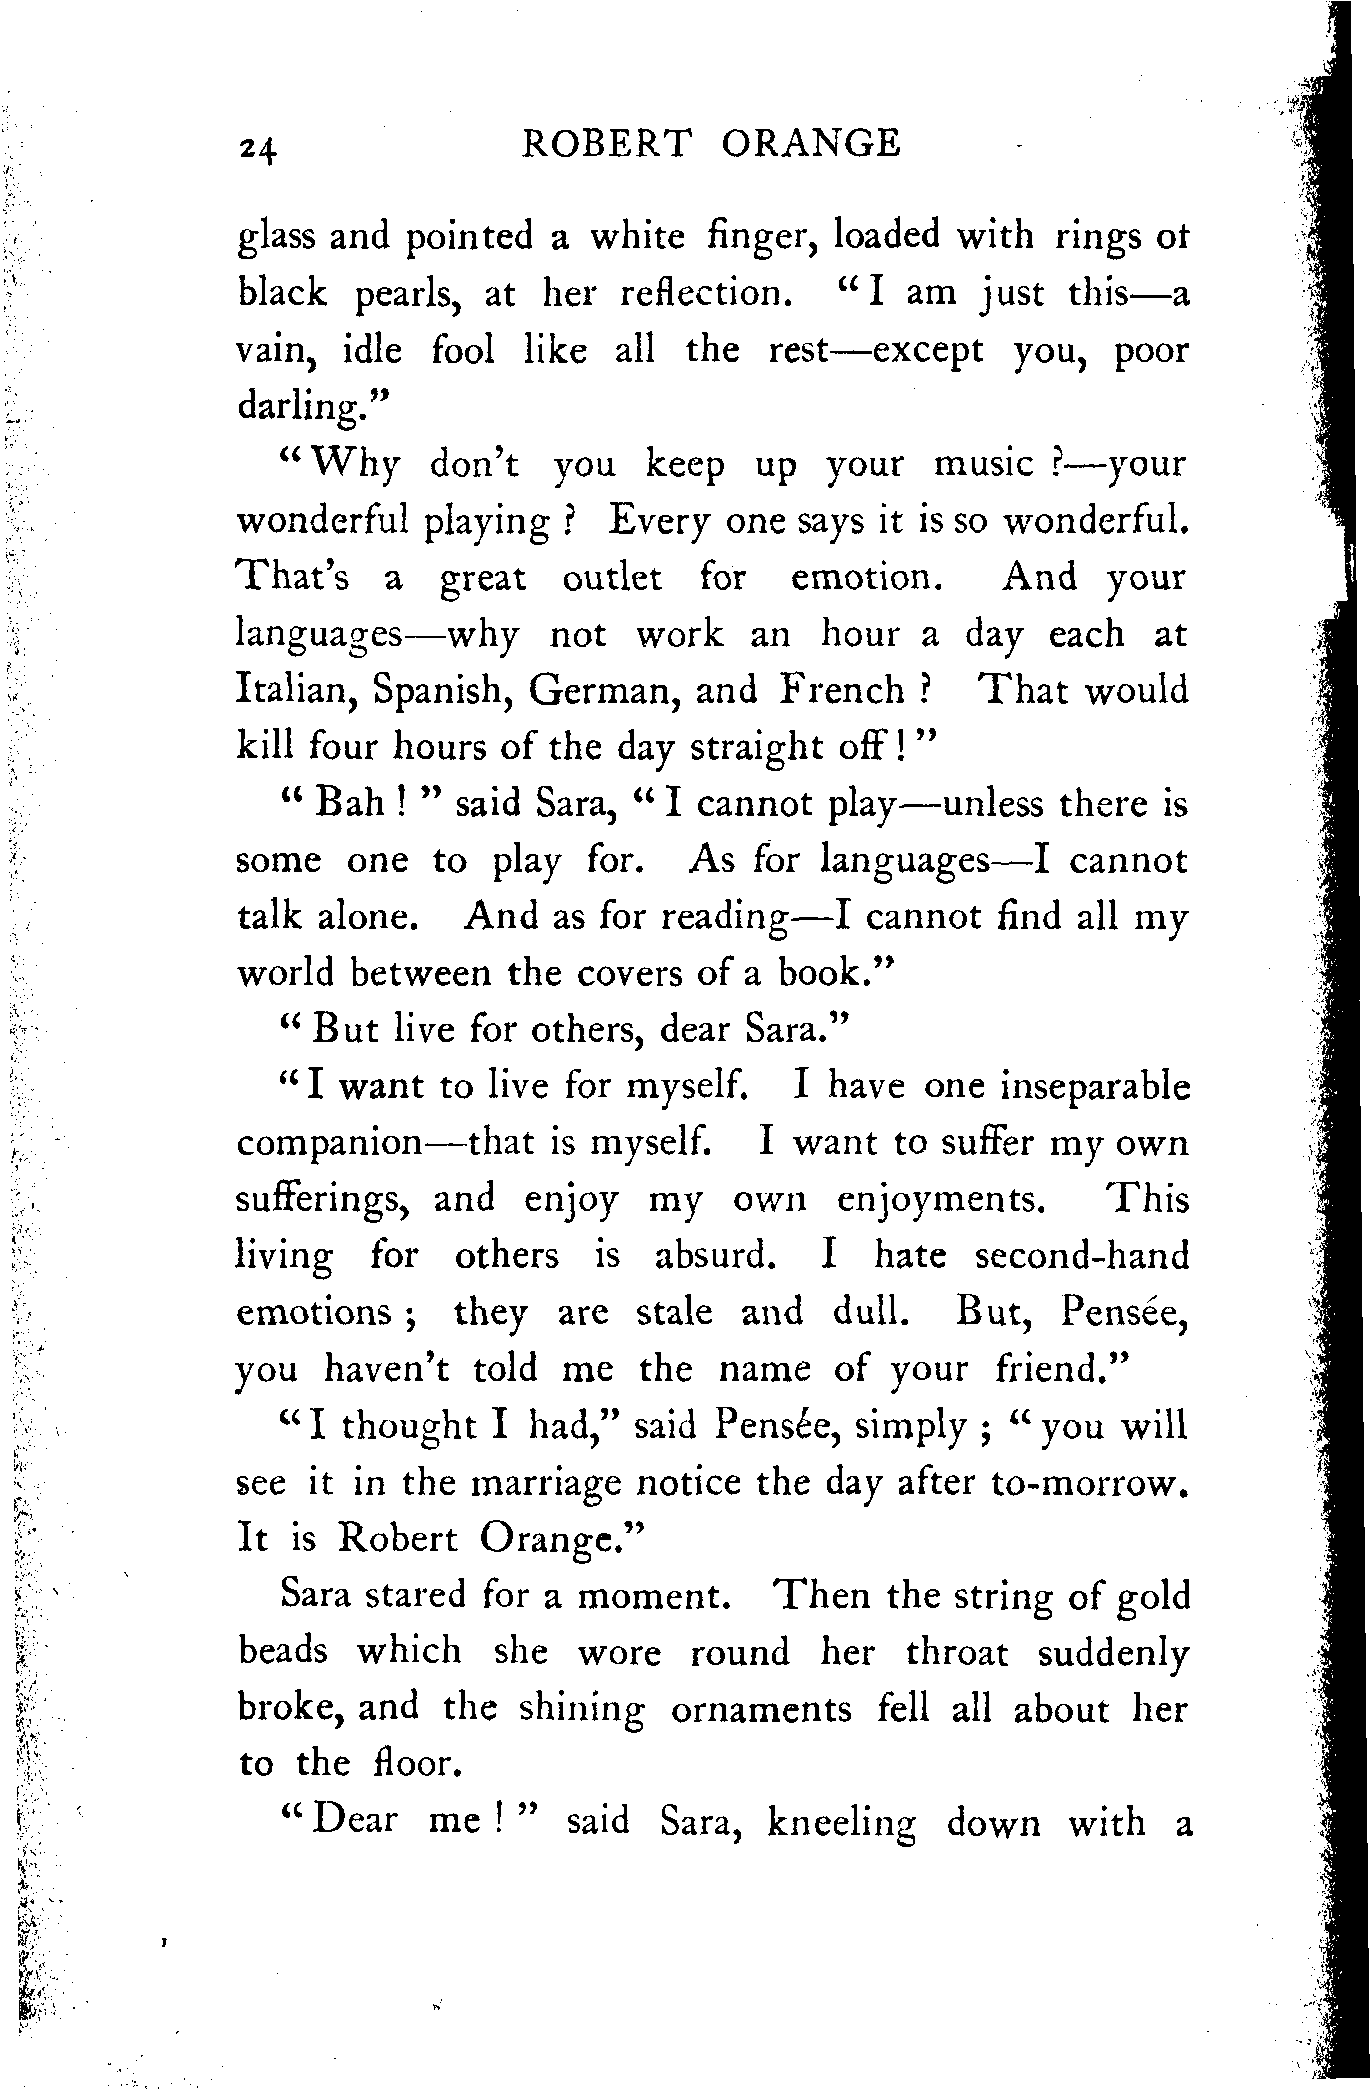 24 ROBERT ORANGE
glass and pointed a white finger, loaded with rings of
black pearls, at her reflection. “I am just this—a
vain, idle fool like all the rest—except you, poor
darling.”
“Why don’t you keep up your music ?—your
wonderful playing ? Every one says it is so wonderful.
That’s a great outlet for emotion. And your
languages—why not work an hour a day each at
Italian, Spanish, German, and French ? That would
kill four hours of the day straight off! ”
“ Bah ! ” said Sara, “ I cannot play—unless there is
some one to play for. As for languages—I cannot
talk alone. And as for reading—I cannot find all my
world between the covers of a book.”
“ But live for others, dear Sara.”
“ I want to live for myself. I have one inseparable
companion—that is myself. I want to suffer my own
sufferings, and enjoy my own enjoyments. This
living for others is absurd. I hate second-hand
emotions ; they are stale and dull. But, Pensée,
you haven’t told me the name of your friend.”
“ I thought I had,” said Pensée, simply ; “ you will
see it in the marriage notice the day after to-morrow.
It is Robert Orange.”
Sara stared for a moment. Then the string of gold
beads which she wore round her throat suddenly
broke, and the shining ornaments fell all about her
to the floor.
“ Dear me ! ” said Sara, kneeling down with a